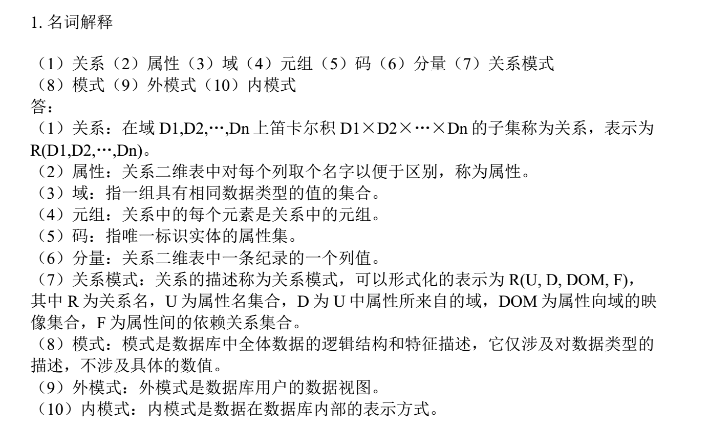 1. 名词解释
（1）关系（2）属性（3）域（4）元组（5）码（6）分量（7）关系模式
（8）模式（9）外模式（10）内模式
答：
（1）关系：在域 D1,D2,…,Dn 上笛卡尔积 D1×D2×…×Dn 的子集称为关系，表示为
R(D1,D2,…,Dn)。
（2）属性：关系二维表中对每个列取个名字以便于区别，称为属性。
（3）域：指一组具有相同数据类型的值的集合。
（4）元组：关系中的每个元素是关系中的元组。
（5）码：指唯一标识实体的属性集。
（6）分量：关系二维表中一条纪录的一个列值。
（7）关系模式：关系的描述称为关系模式，可以形式化的表示为 R(U, D, DOM, F)，
其中 R 为关系名，U 为属性名集合，D 为 U 中属性所来自的域，DOM 为属性向域的映
像集合，F 为属性间的依赖关系集合。
（8）模式：模式是数据库中全体数据的逻辑结构和特征描述，它仅涉及对数据类型的
描述，不涉及具体的数值。
（9）外模式：外模式是数据库用户的数据视图。
（10）内模式：内模式是数据在数据库内部的表示方式。